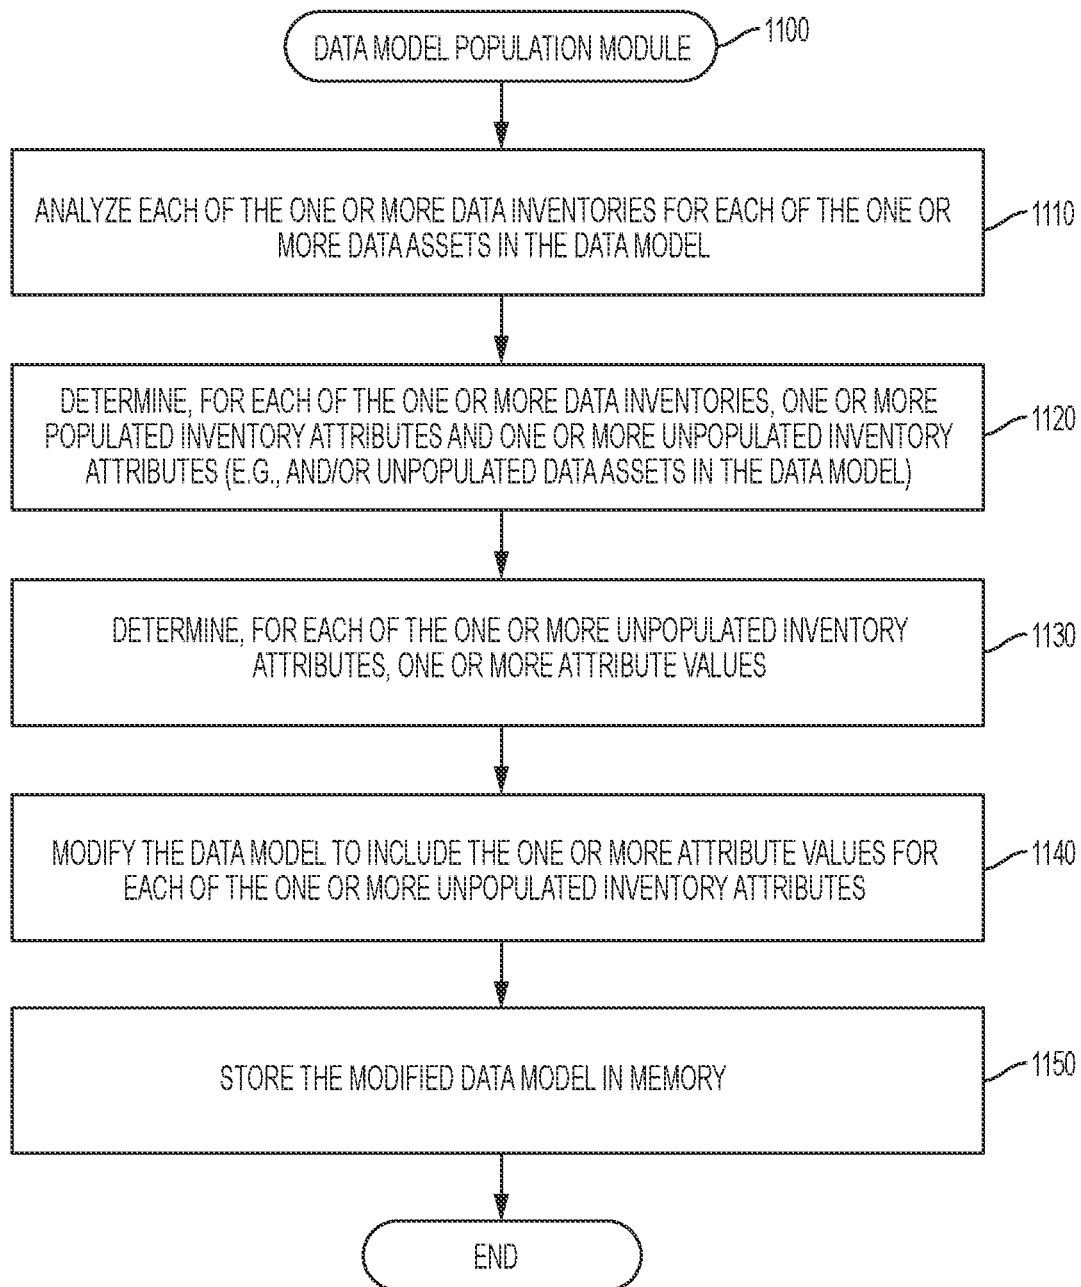 DATA MODEL POPULATION MODULE
1100
ANALYZE EACH OF THE ONE OR MORE DATA INVENTORIES FOR EACH OF THE ONE OR
MORE DATA ASSETS IN THE DATA MODEL
1110
DETERMINE, FOR EACH OF THE ONE OR MORE DATA INVENTORIES, ONE OR MORE
POPULATED INVENTORY ATTRIBUTES AND ONE OR MORE UNPOPULATED INVENTORY
ATTRIBUTES (E.G., AND/OR UNPOPULATED DATA ASSETS IN THE DATA MODEL)
1120
DETERMINE, FOR EACH OF THE ONE OR MORE UNPOPULATED INVENTORY
ATTRIBUTES, ONE OR MORE ATTRIBUTE VALUES
1130
MODIFY THE DATA MODEL TO INCLUDE THE ONE OR MORE ATTRIBUTE VALUES FOR
EACH OF THE ONE OR MORE UNPOPULATED INVENTORY ATTRIBUTES
1140
STORE THE MODIFIED DATA MODEL IN MEMORY
1150
END